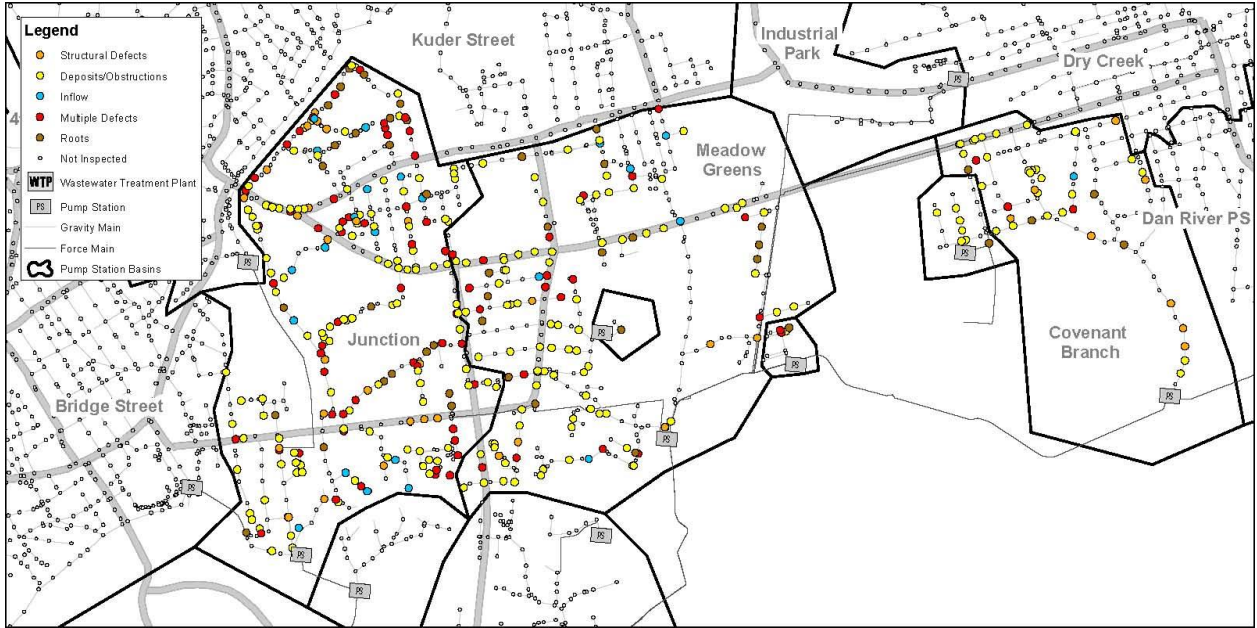 Legend
Structural Defects
Deposits/Obstructions
Inflow
Multiple Defects
Roots
Not Inspected
WTP Wastewater Treatment Plant
PS Pump Station
Gravity Main
Force Main
Pump Station Basins
4
Kuder Street
Industrial
Park
Dry Creek
PS
Meadow
Greens
Dan River PS
PS
PS
Junction
PS
Covenant
Branch
PS
PS
Bridge Street
PS
PS
PS
PS
PS